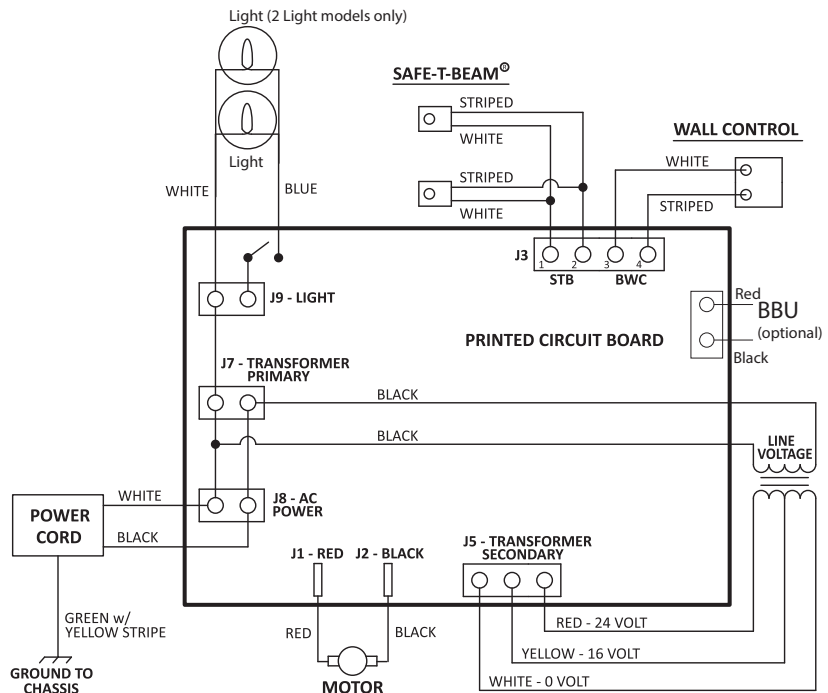 Light (2 Light models only)
SAFE-T-BEAM®
STRIPED
WHITE
WALL CONTROL
Light
WHITE
STRIPED
WHITE
BLUE
STRIPED
WHITE
J3
1 2 3 4
STB BWC
J9 - LIGHT
Red
BBU
(optional)
Black
PRINTED CIRCUIT BOARD
J7 - TRANSFORMER
PRIMARY
BLACK
BLACK
LINE
VOLTAGE
WHITE
J8 - AC
POWER
POWER
CORD
BLACK
J1 - RED J2 - BLACK
J5 - TRANSFORMER
SECONDARY
GREEN w/
YELLOW STRIPE
RED
BLACK
RED - 24 VOLT
YELLOW - 16 VOLT
WHITE - 0 VOLT
GROUND TO
CHASSIS
MOTOR